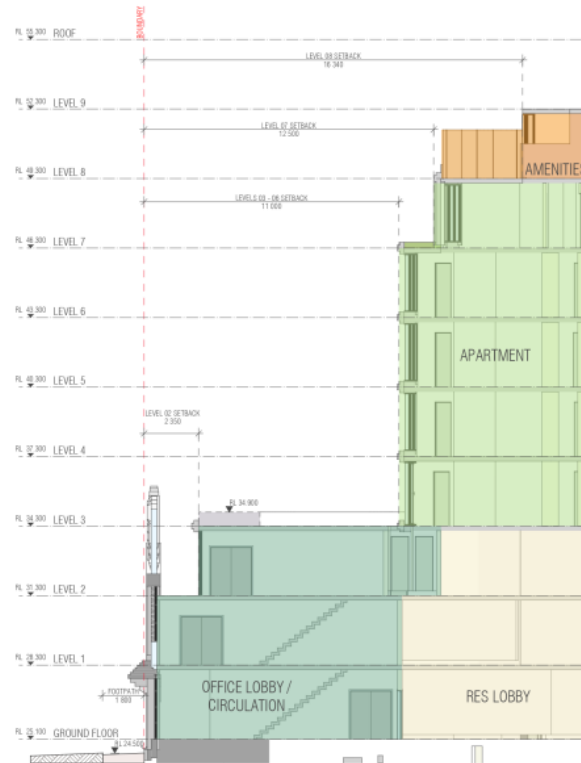 BOUNDARY
RL 55.300 ROOF
LEVEL 08 SETBACK
16 340
RL 52.300 LEVEL 9
LEVEL 07 SETBACK
12 500
AMENITIES
RL 49.300 LEVEL 8
LEVELS 03 - 06 SETBACK
11 000
RL 46.300 LEVEL 7
RL 43.300 LEVEL 6
APARTMENT
RL 40.300 LEVEL 5
LEVEL 02 SETBACK
2 350
RL 37.300 LEVEL 4
RL 34.900
RL 34.300 LEVEL 3
RL 31.300 LEVEL 2
RL 28.300 LEVEL 1
FOOTPATH
1 800
OFFICE LOBBY /
CIRCULATION
RES LOBBY
RL 25.100 GROUND FLOOR
RL 24.500